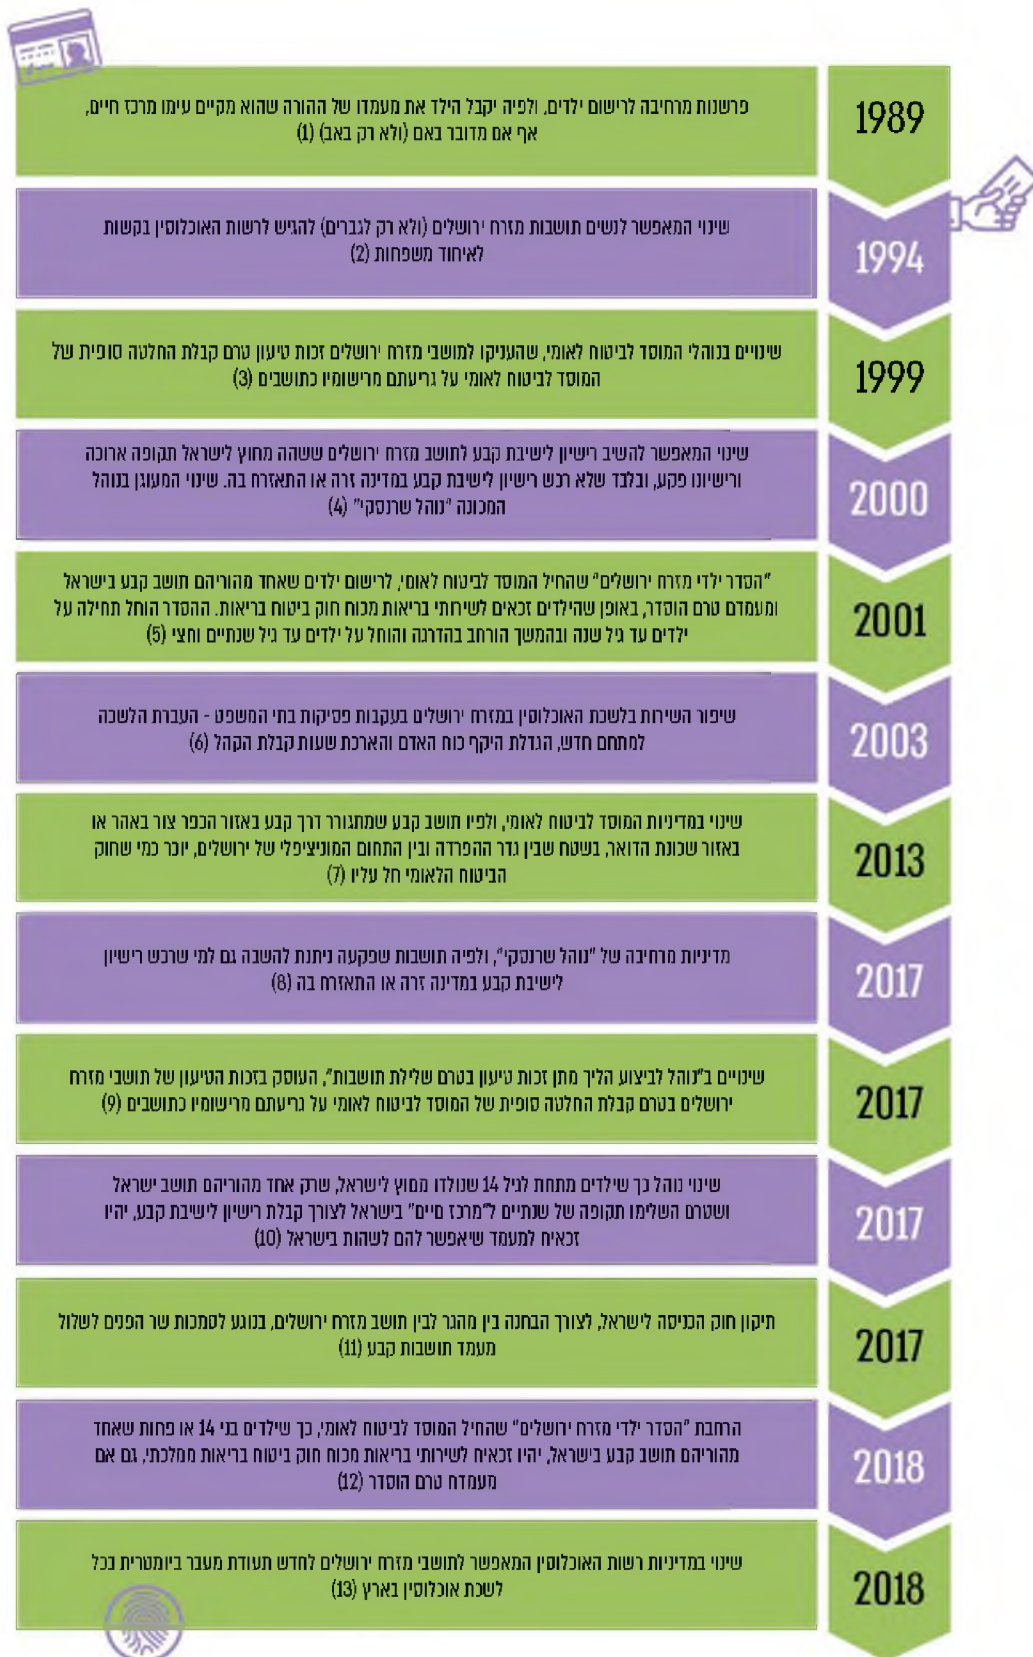 1989
פרשנות מרחיבה לרישום ילדים, ולפיה יקבל הילד את מעמדו של ההורה שהוא מקיים עימו מרכז חיים,
אף אם מדובר באם (ולא רק באב) (1)
1994
שינוי המאפשר לנשים תושבות מזרח ירושלים (ולא רק לגברים) להגיש לרשות האוכלוסין בקשות
לאיחוד משפחות (2)
1999
שינויים בנוהלי המוסד לביטוח לאומי, שהעניקו למושבי מזרח ירושלים זכות טיעון טרם קבלת החלטה סופית של
המוסד לביטוח לאומי על גריעתם מרישומיו כתושבים (3)
2000
שינוי המאפשר להשיב רישיון לישיבת קבע לתושב מזרח ירושלים ששהה מחוץ לישראל תקופה ארוכה
ורישיונו פקע, ובלבד שלא רכש רישיון לישיבת קבע במדינה זרה או התאזרח בה. שינוי המעוגן בנוהל
המכונה "נוהל שרנסקי" (4)
2001
"הסדר ילדי מזרח ירושלים" שהחיל המוסד לביטוח לאומי, לרישום ילדים שאחד מהוריהם תושב קבע בישראל
ומעמדם טרם הוסדר, באופן שהילדים זכאים לשירותי בריאות מכוח חוק ביטוח בריאות. ההסדר הוחל תחילה על
ילדים עד גיל שנה ובהמשך הורחב בהדרגה והוחל על ילדים עד גיל שנתיים וחצי (5)
2003
שיפור השירות בלשכת האוכלוסין במזרח ירושלים בעקבות פסיקות בתי המשפט - העברת הלשכה
למתחם חדש, הגדלת היקף כוח האדם והארכת שעות קבלת הקהל (6)
2013
שינוי במדיניות המוסד לביטוח לאומי, ולפיו תושב קבע שמתגורר דרך קבע באזור הכפר צור באהר או
באזור שכונת הדואר, בשטח שבין גדר ההפרדה ובין התחום המוניציפלי של ירושלים, יוכר כמי שחוק
הביטוח הלאומי חל עליו (7)
2017
מדיניות מרחיבה של "נוהל שרנסקי", ולפיה תושבות שפקעה ניתנת להשבה גם למי שרכש רישיון
לישיבת קבע במדינה זרה או התאזרח בה (8)
2017
שינויים ב"נוהל לביצוע הליך מתן זכות טיעון בטרם שלילת תושבות", העוסק בזכות הטיעון של תושבי מזרח
ירושלים בטרם קבלת החלטה סופית של המוסד לביטוח לאומי על גריעתם מרישומיו כתושבים (9)
2017
שינוי נוהל כך שילדים מתחת לגיל 14 שנולדו מחוץ לישראל, שרק אחד מהוריהם תושב ישראל
ושטרם השלימו תקופה של שנתיים ל"מרכז חיים" בישראל לצורך קבלת רישיון לישיבת קבע, יהיו
זכאים למעמד שיאפשר להם לשהות בישראל (10)
2017
תיקון חוק הכניסה לישראל, לצורך הבחנה בין מהגר לבין תושב מזרח ירושלים, בנוגע לסמכות שר הפנים לשלול
מעמד תושבות קבע (11)
2018
הרחבת "הסדר ילדי מזרח ירושלים" שהחיל המוסד לביטוח לאומי, כך שילדים בני 14 או פחות שאחד
מהוריהם תושב קבע בישראל, יהיו זכאים לשירותי בריאות מכוח חוק ביטוח בריאות ממלכתי, גם אם
מעמדם טרם הוסדר (12)
2018
שינוי במדיניות רשות האוכלוסין המאפשר לתושבי מזרח ירושלים לחדש תעודת מעבר ביומטרית בכל
לשכת אוכלוסין בארץ (13)